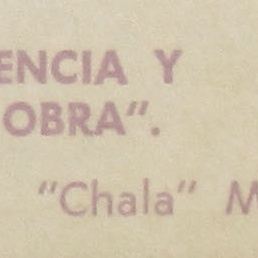 ENCIA Y
OBRA“.
“Chala“ M